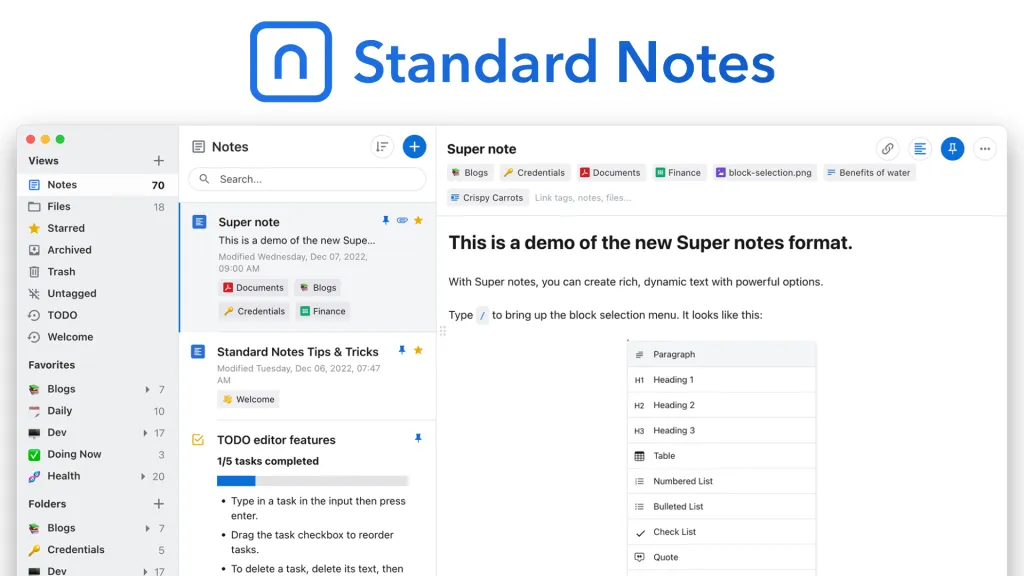 Standard Notes
Views
Notes 70
Files 18
Starred
Archived
Trash
Untagged
TODO
Welcome
Favorites
Blogs 7
Daily 10
Dev 17
Doing Now 3
Health 20
Folders
Blogs 7
Credentials 5
Dev 17
Notes
Search...
Super note
This is a demo of the new Supe...
Modified Wednesday, Dec 07, 2022,
09:00 AM
Documents Blogs
Credentials Finance
Standard Notes Tips & Tricks
Modified Tuesday, Dec 06, 2022, 07:47
AM
Welcome
TODO editor features
1/5 tasks completed
• Type in a task in the input then press
enter.
• Drag the task checkbox to reorder
tasks.
• To delete a task, delete its text, then
Super note
Blogs Credentials Documents Finance block-selection.png Benefits of water
Crispy Carrots Link tags, notes, files...
This is a demo of the new Super notes format.
With Super notes, you can create rich, dynamic text with powerful options.
Type / to bring up the block selection menu. It looks like this:
Paragraph
H1 Heading 1
H2 Heading 2
H3 Heading 3
Table
Numbered List
Bulleted List
Check List
Quote